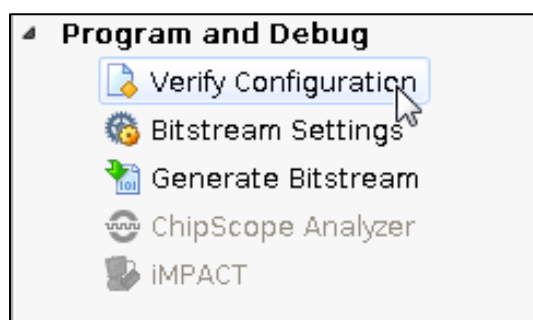 Program and Debug
Verify Configuration
Bitstream Settings
Generate Bitstream
ChipScope Analyzer
iMPACT